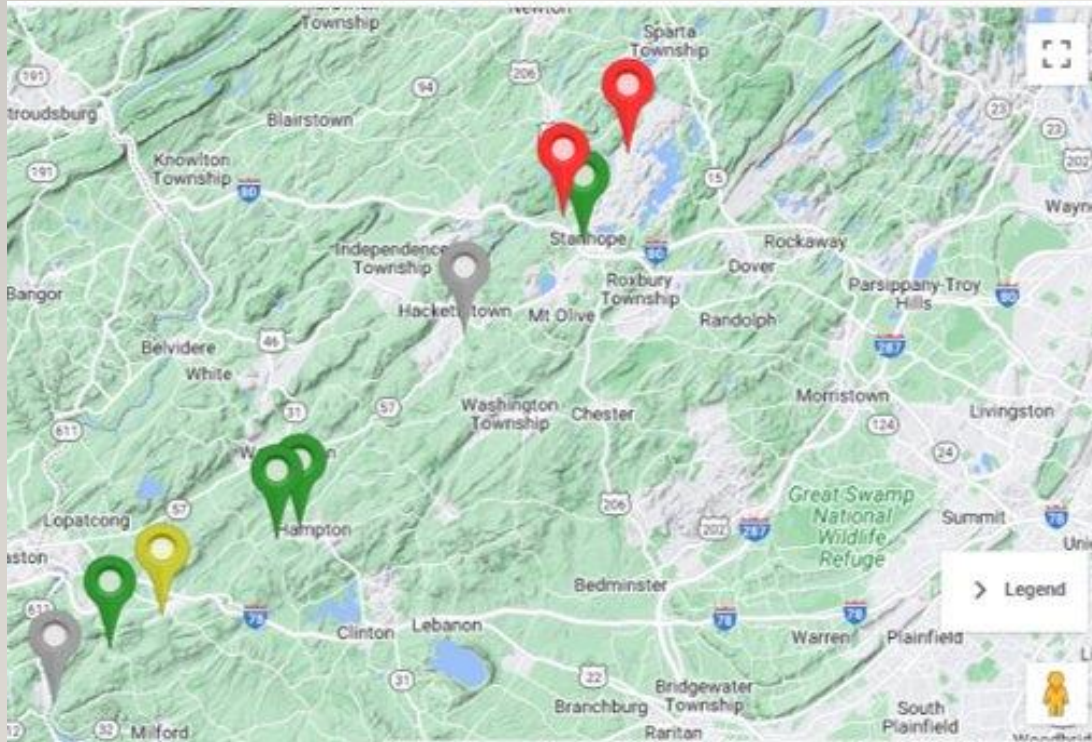 Township
Newton
Sparta
Township
206
191
94
23
troudsburg
Blairstown
23
Knowlton
Township
202
191
80
15
Wayn
Stanhope
Independence
Township
80
Rockaway
Dover
Bangor
Roxbury
Township
Parsippany-Troy
Hills
80
Mt Olive
Randolph
46
Belvidere
287
White
Morristown
57
Washington
Township
Chester
31
Livingston
611
124
24
Great Swamp
National
Wildlife
Refuge
206
57
Lopatcong
202
287
Summit
78
Hampton
aston
Uni
Bedminster
Legend
611
78
78
78
Clinton
Lebanon
Warren
Plainfield
31
22
Bridgewater
Township
Branchburg
South
Plainfield
12
32
Milford
Raritan